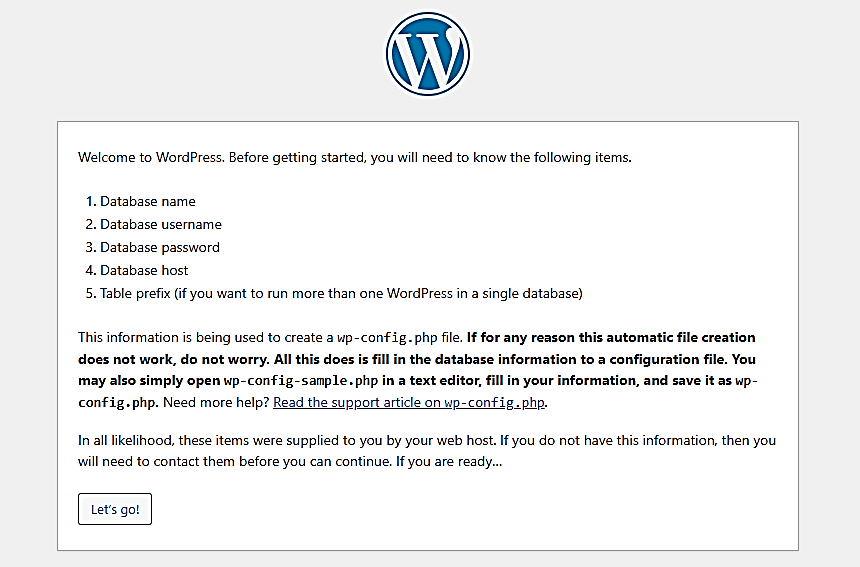 W
Welcome to WordPress. Before getting started, you will need to know the following items.
1. Database name
2. Database username
3. Database password
4. Database host
5. Table prefix (if you want to run more than one WordPress in a single database)
This information is being used to create a wp-config.php file. If for any reason this automatic file creation
does not work, do not worry. All this does is fill in the database information to a configuration file. You
may also simply open wp-config-sample.php in a text editor, fill in your information, and save it as wp-
config.php. Need more help? Read the support article on wp-config.php.
In all likelihood, these items were supplied to you by your web host. If you do not have this information, then you
will need to contact them before you can continue. If you are ready...
Let's go!